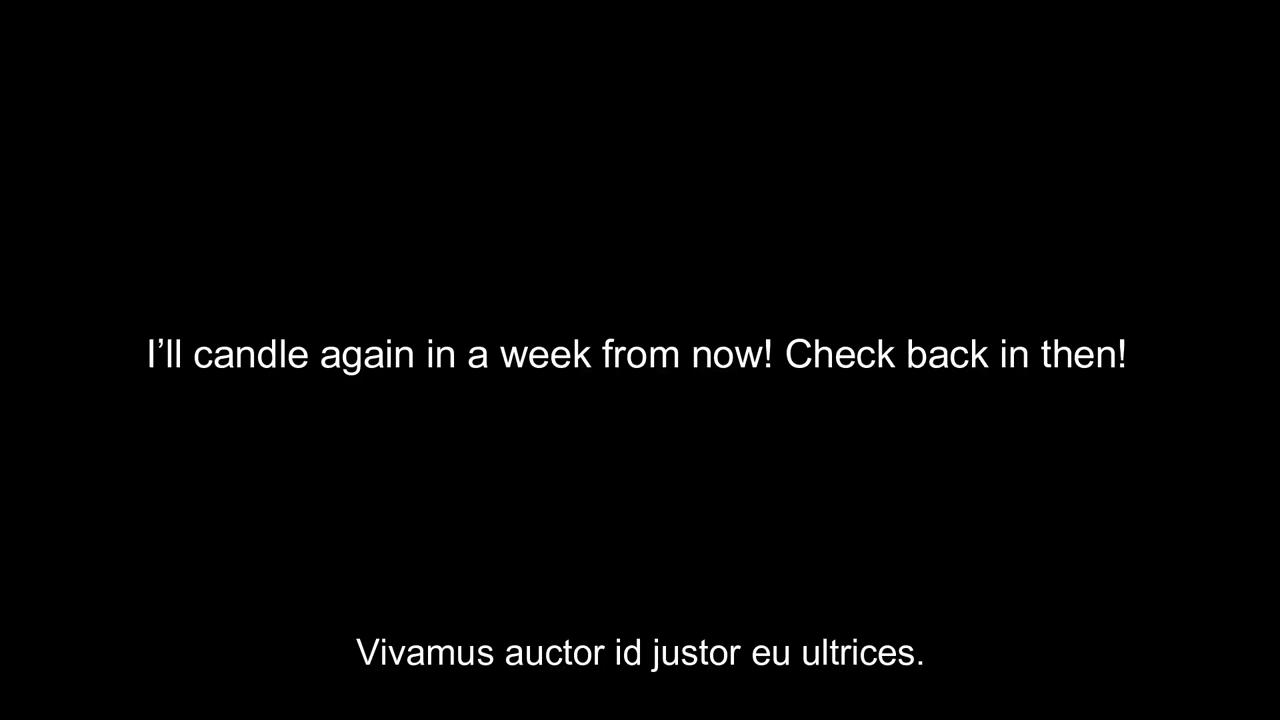 I’ll candle again in a week from now! Check back in then!
Vivamus auctor id justor eu ultrices.